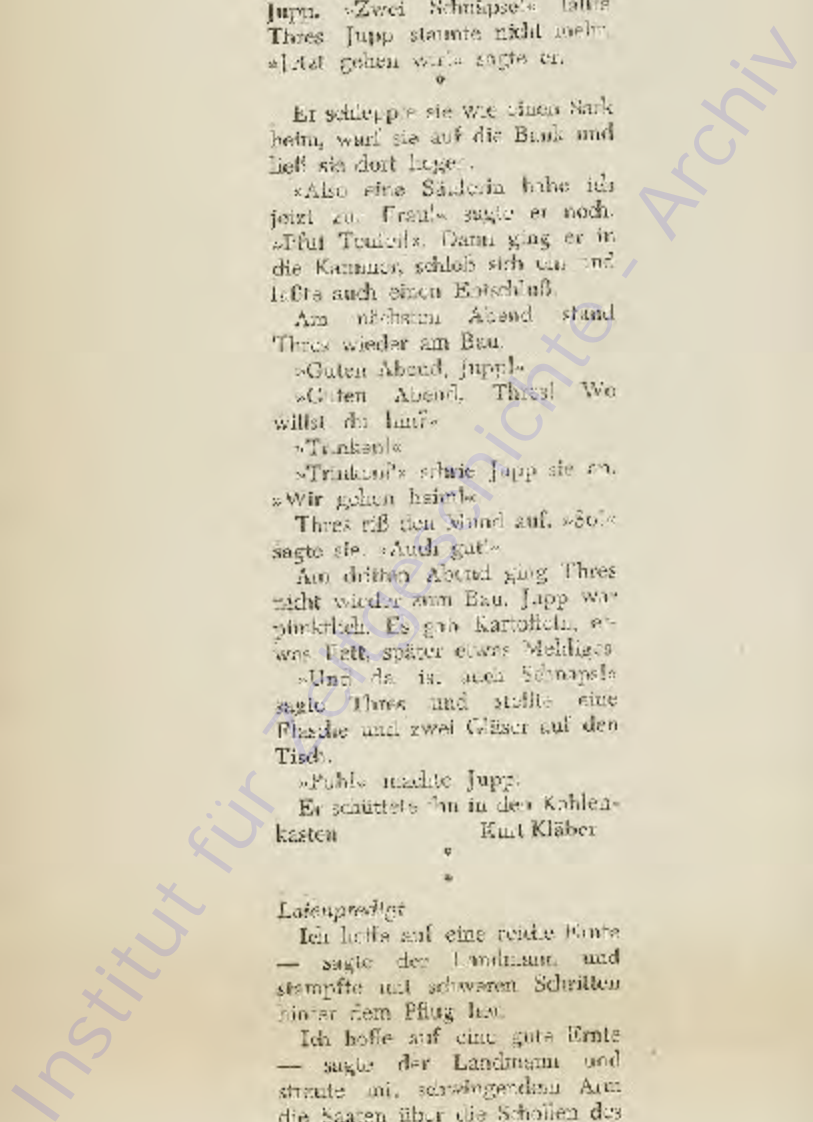 Jupp. »Zwei Schnäpse!« lallte
Thres. Jupp staunte nicht mehr.
»Jetzt gehen wir!« sagte er.
*
Er schleppte sie wie einen Sack
heim, warf sie auf die Bank und
ließ sie dort liegen.
»Also eine Säuferin habe ich
jetzt zur Frau!« sagte er noch.
»Pfui Teufel!«. Dann ging er in
die Kammer, schloß sich ein und
faßte auch einen Entschluß.
Am nächsten Abend stand
Thres wieder am Bau.
»Guten Abend, Jupp!«
»Guten Abend, Thres! Wo
willst du hin?«
»Trinken!«
»Trinken!« schrie Jupp sie an.
»Wir gehen heim!«
Thres riß den Mund auf. »So!«
sagte sie. »Auch gut!«
Am dritten Abend ging Thres
nicht wieder zum Bau. Jupp war
pünktlich. Es gab Kartoffeln, et-
was Fett, später etwas Mehliges.
»Und da ist auch Schnaps!«
sagte Thres und stellte eine
Flasche und zwei Gläser auf den
Tisch.
»Puh!« machte Jupp.
Er schüttete ihn in den Kohlen-
kasten Kurt Kläber
*
*
Laienpredigt
Ich hoffe auf eine reiche Ernte
— sagte der Landmann und
stampfte mit schweren Schritten
hinter dem Pflug her.
Ich hoffe auf eine gute Ernte
— sagte der Landmann und
streute mit schwingendem Arm
die Saaten über die Schollen des
Institut für Zeitgeschichte - Archiv